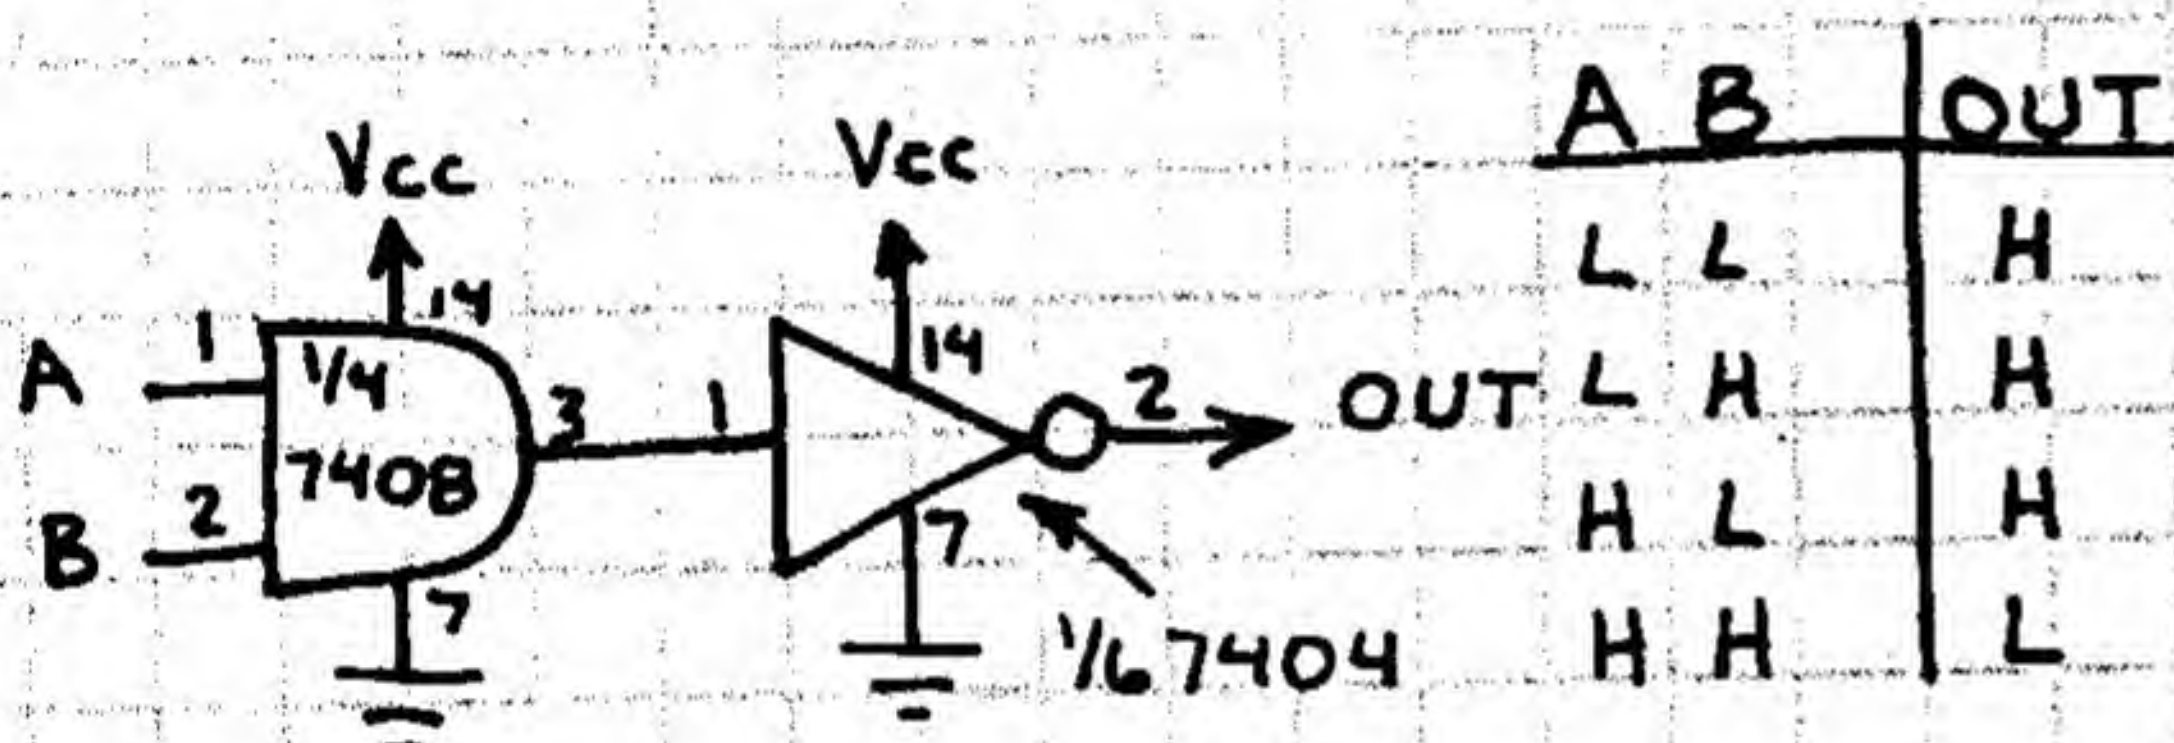 A B OUT
Vcc Vcc
L L H
14
A 1 1/4 3 1 14 2 OUT L H H
B 2 7408
H L H
7 7
1/6 7404 H H L